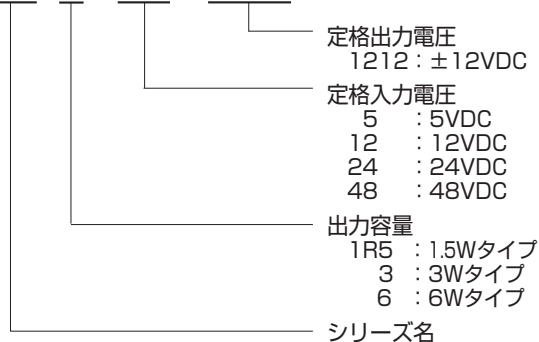 定格出力電圧
1212：±12VDC
定格入力電圧
5 ：5VDC
12 ：12VDC
24 ：24VDC
48 ：48VDC
出力容量
1R5 ：1.5Wタイプ
3 ：3Wタイプ
6 ：6Wタイプ
シリーズ名